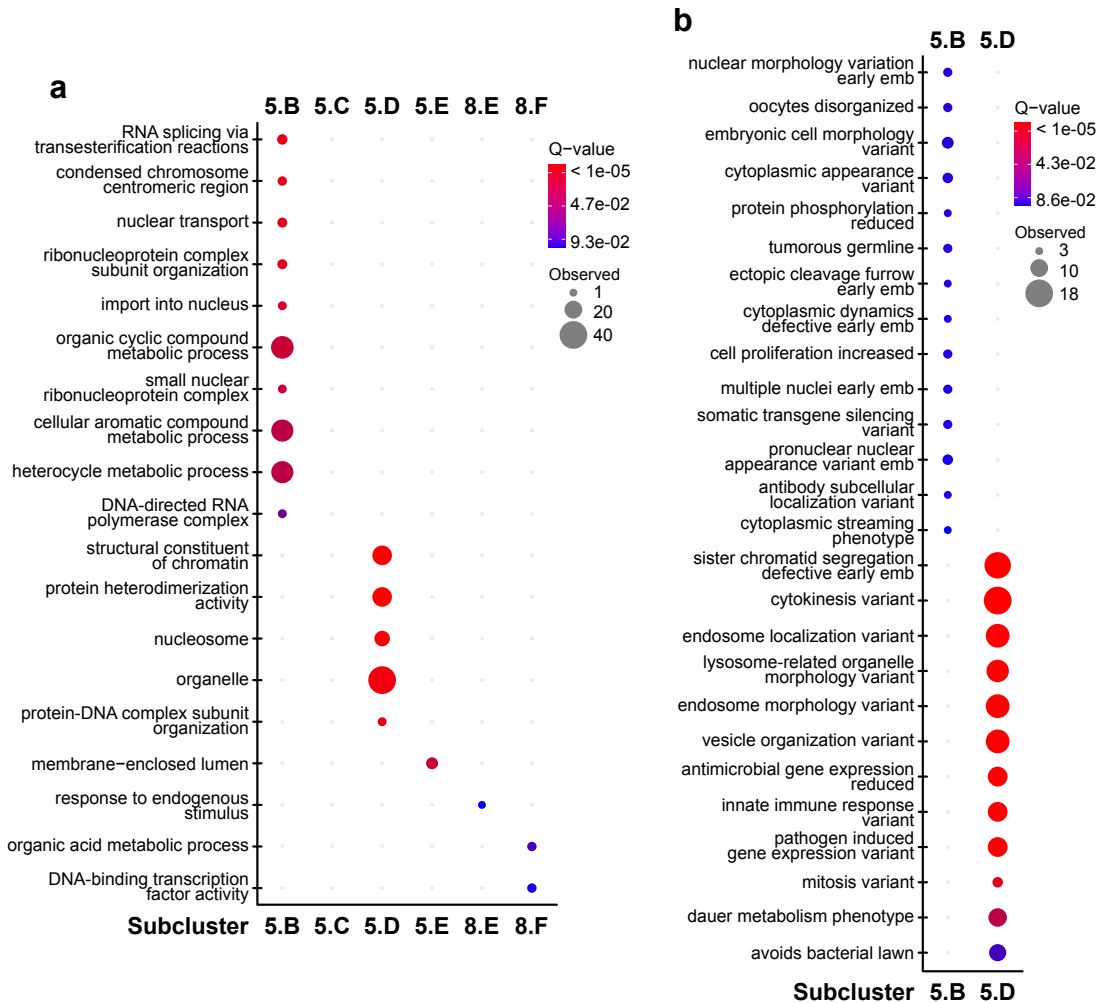 a
5.B 5.C 5.D 5.E 8.E 8.F
RNA splicing via
transesterification reactions
condensed chromosome
centromeric region
nuclear transport
ribonucleoprotein complex
subunit organization
import into nucleus
organic cyclic compound
metabolic process
small nuclear
ribonucleoprotein complex
cellular aromatic compound
metabolic process
heterocycle metabolic process
DNA-directed RNA
polymerase complex
structural constituent
of chromatin
protein heterodimerization
activity
nucleosome
organelle
protein-DNA complex subunit
organization
membrane−enclosed lumen
response to endogenous
stimulus
organic acid metabolic process
DNA-binding transcription
factor activity
Subcluster 5.B 5.C 5.D 5.E 8.E 8.F
Q−value
< 1e-05
4.7e-02
9.3e-02
Observed
1
20
40
b
5.B 5.D
nuclear morphology variation
early emb
oocytes disorganized
embryonic cell morphology
variant
cytoplasmic appearance
variant
protein phosphorylation
reduced
tumorous germline
ectopic cleavage furrow
early emb
cytoplasmic dynamics
defective early emb
cell proliferation increased
multiple nuclei early emb
somatic transgene silencing
variant
pronuclear nuclear
appearance variant emb
antibody subcellular
localization variant
cytoplasmic streaming
phenotype
sister chromatid segregation
defective early emb
cytokinesis variant
endosome localization variant
lysosome-related organelle
morphology variant
endosome morphology variant
vesicle organization variant
antimicrobial gene expression
reduced
innate immune response
variant
pathogen induced
gene expression variant
mitosis variant
dauer metabolism phenotype
avoids bacterial lawn
Subcluster 5.B 5.D
Q−value
< 1e-05
4.3e-02
8.6e-02
Observed
3
10
18